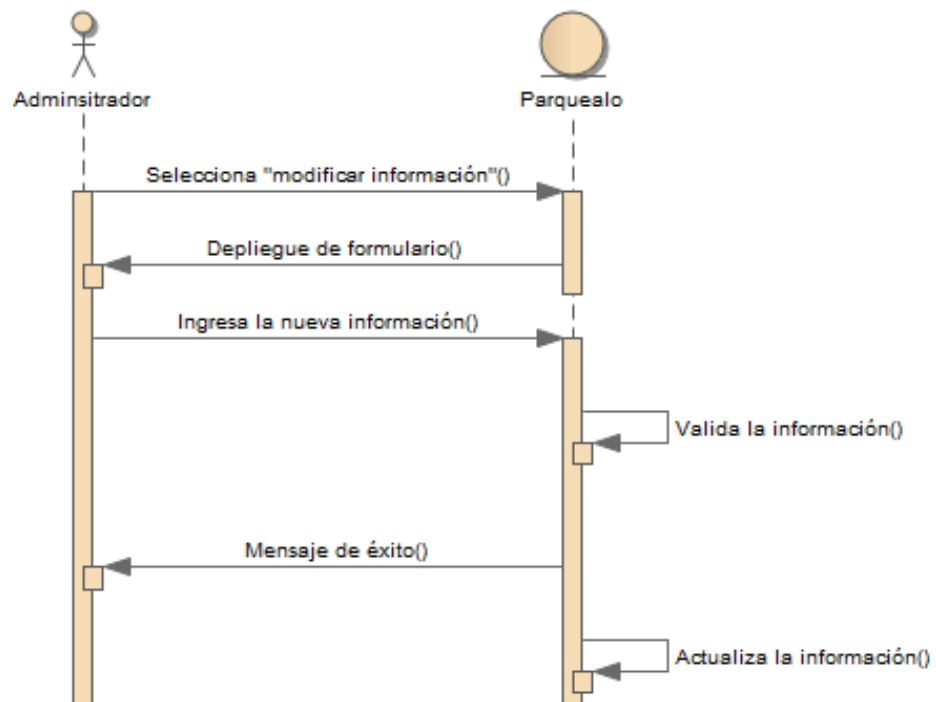 Adminsitrador
Parquealo
Selecciona "modificar información"()
Depliegue de formulario()
Ingresa la nueva información()
Valida la información()
Mensaje de éxito()
Actualiza la información()